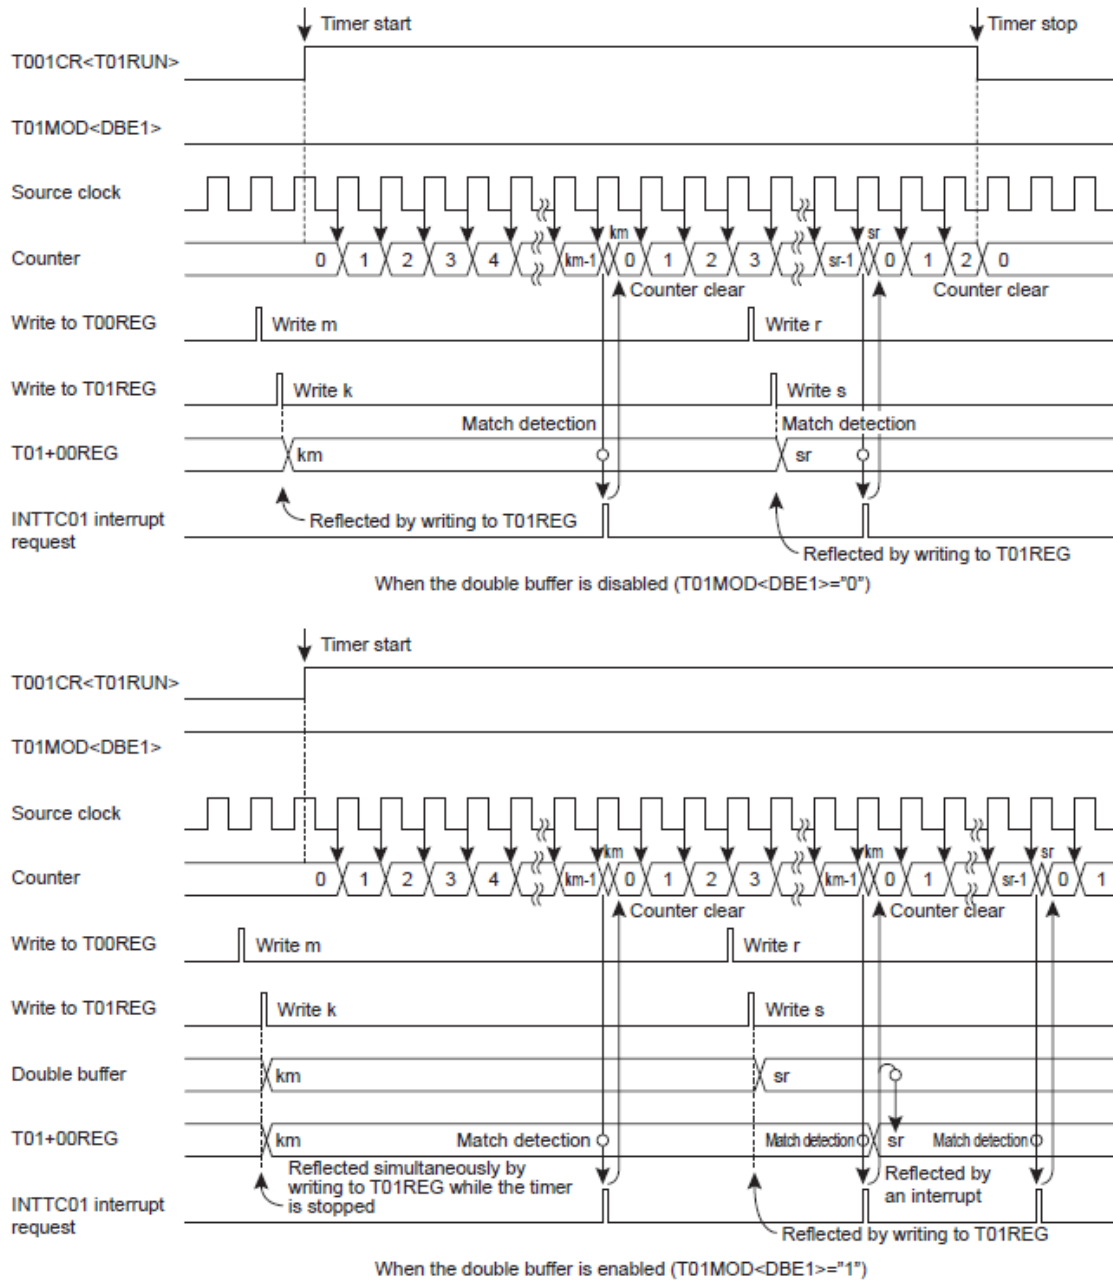 Timer start
Timer stop
T001CR<T01RUN>
T01MOD<DBE1>
Source clock
km
sr
Counter
0 1 2 3 4 km-1 0 1 2 3 sr-1 0 1 2 0
Counter clear
Counter clear
Write to T00REG
Write m
Write r
Write to T01REG
Write k
Write s
Match detection
Match detection
T01+00REG
km
sr
INTTC01 interrupt
request
Reflected by writing to T01REG
Reflected by writing to T01REG
When the double buffer is disabled (T01MOD<DBE1>="0")
Timer start
T001CR<T01RUN>
T01MOD<DBE1>
Source clock
km
km
sr
Counter
0 1 2 3 4 km-1 0 1 2 3 km-1 0 1 sr-1 0 1
Counter clear
Counter clear
Write to T00REG
Write m
Write r
Write to T01REG
Write k
Write s
Double buffer
km
sr
T01+00REG
km
Match detection
Match detection
sr
Match detection
Reflected simultaneously by
writing to T01REG while the timer
is stopped
Reflected by
an interrupt
INTTC01 interrupt
request
Reflected by writing to T01REG
When the double buffer is enabled (T01MOD<DBE1>="1")